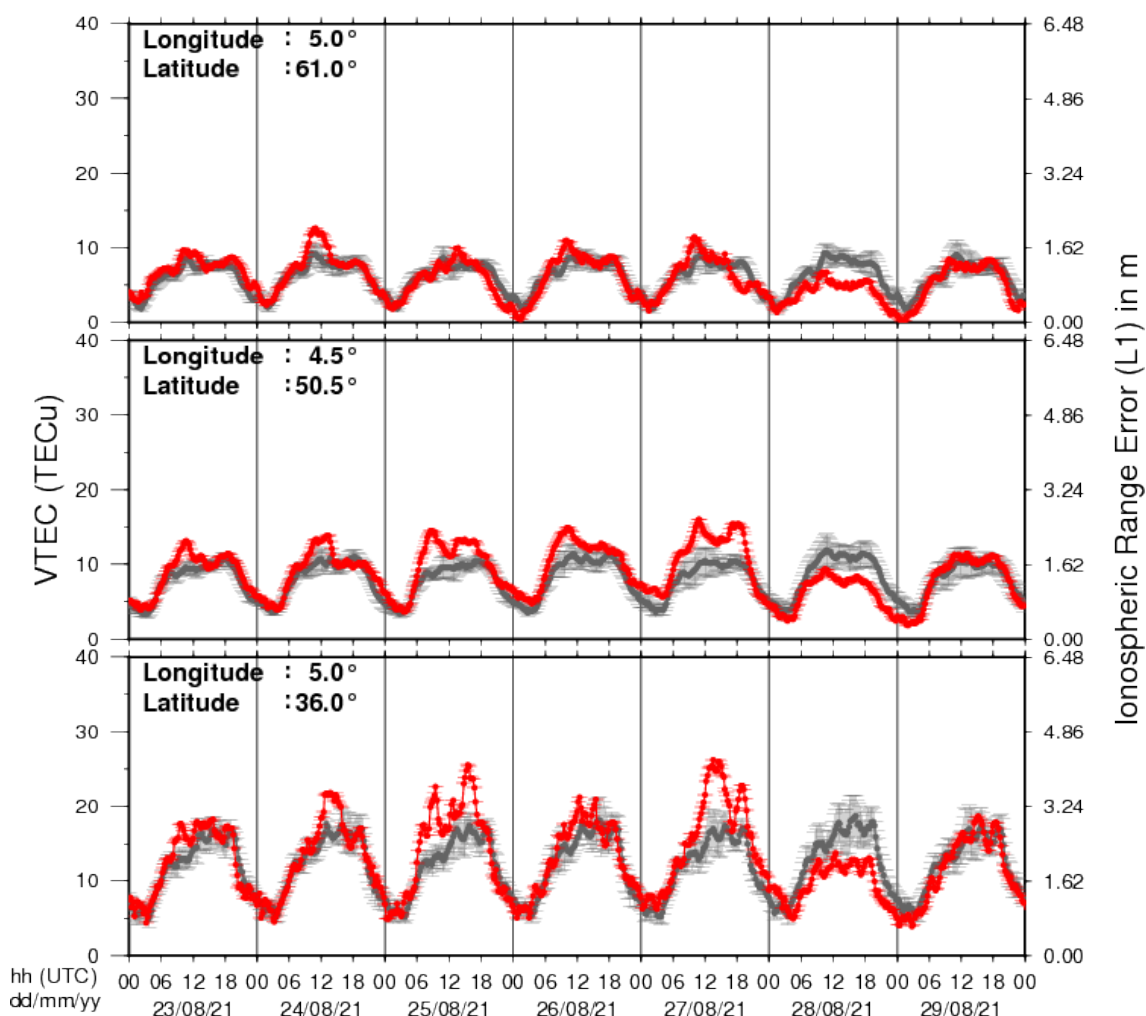 VTEC (TECu)
Ionospheric Range Error (L1) in m
Longitude : 5.0°
Latitude :61.0°
40 6.48
30 4.86
20 3.24
10 1.62
0 0.00
Longitude : 4.5°
Latitude :50.5°
40 6.48
30 4.86
20 3.24
10 1.62
0 0.00
Longitude : 5.0°
Latitude :36.0°
40 6.48
30 4.86
20 3.24
10 1.62
0 0.00
hh (UTC) 00 06 12 18 00 06 12 18 00 06 12 18 00 06 12 18 00 06 12 18 00 06 12 18 00 06 12 18 00
dd/mm/yy 23/08/21 24/08/21 25/08/21 26/08/21 27/08/21 28/08/21 29/08/21